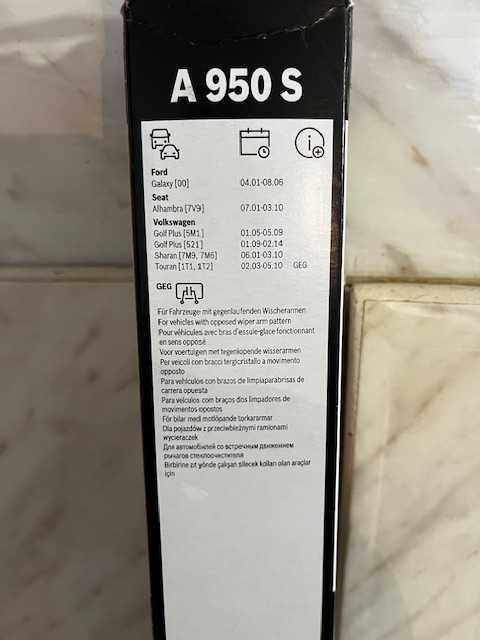 A 950 S
Ford
Galaxy [00] 04.01-08.06
Seat
Alhambra [7V9] 07.01-03.10
Volkswagen
Golf Plus [5M1] 01.05-05.09
Golf Plus [521] 01.09-02.14
Sharan [7M9, 7M6] 06.01-03.10
Touran [1T1, 1T2] 02.03-05.10 GEG
GEG
Für Fahrzeuge mit gegenlaufenden Wischerarmen
For vehicles with opposed wiper arm pattern
Pour véhicules avec bras d'essuie-glace fonctionnant
en sens opposé
Voor voertuigen met tegenlopende wisserarmen
Per veicoli con bracci tergicristallo a movimento
opposto
Para vehículos con brazos de limpiaparabrisas de
carrera opuesta
Para veículos com braços dos limpadores de
movimentos opostos
För bilar med motlöpande torkararmar
Dla pojazdów z przeciwbieżnymi ramionami
wycieraczek
Для автомобилей со встречным движением
рычагов стеклоочистителя
Birbirine zıt yönde çalışan silecek kolları olan araçlar
için